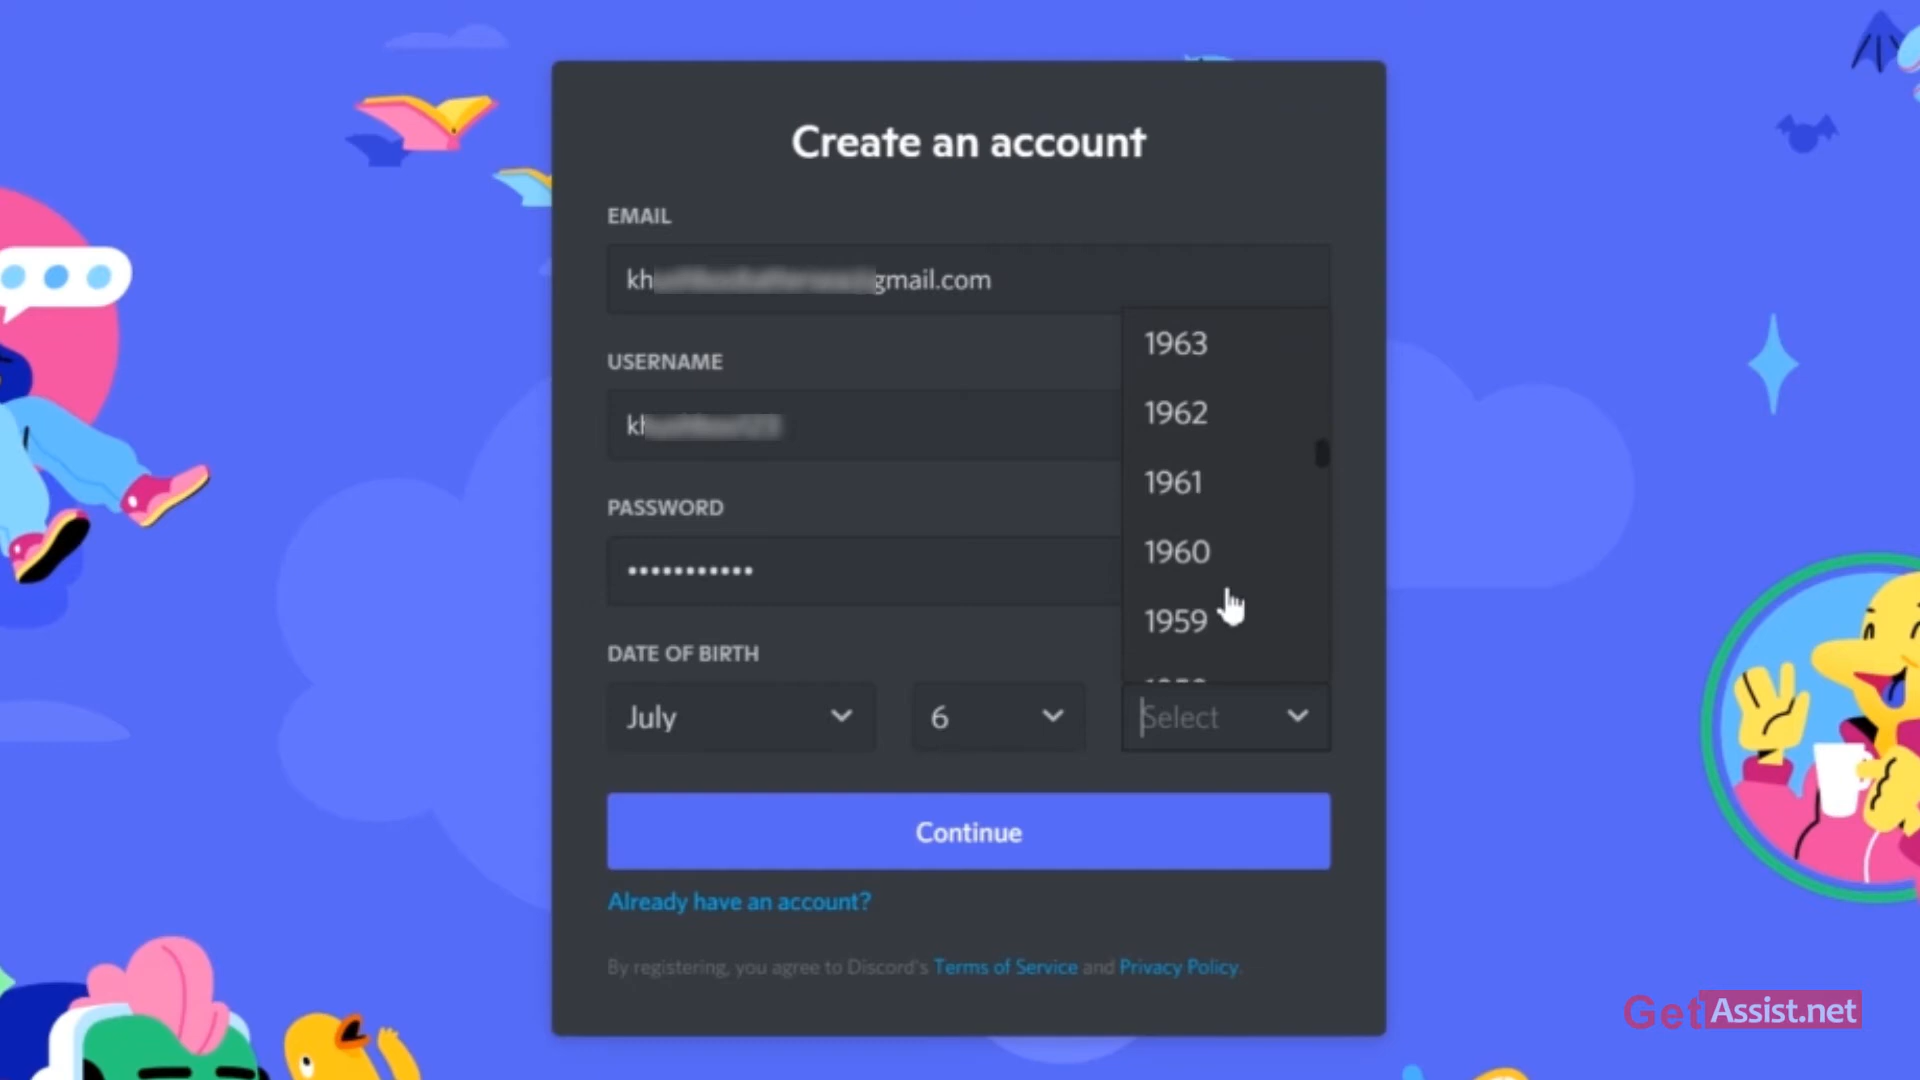 Create an account
EMAIL
gmail.com
1963
USERNAME
1962
1961
PASSWORD
1960
•••••••••••
1959
DATE OF BIRTH
July
6
Select
Continue
Already have an account?
By registering, you agree to Discord's Terms of Service and Privacy Policy.
GetAssist.net